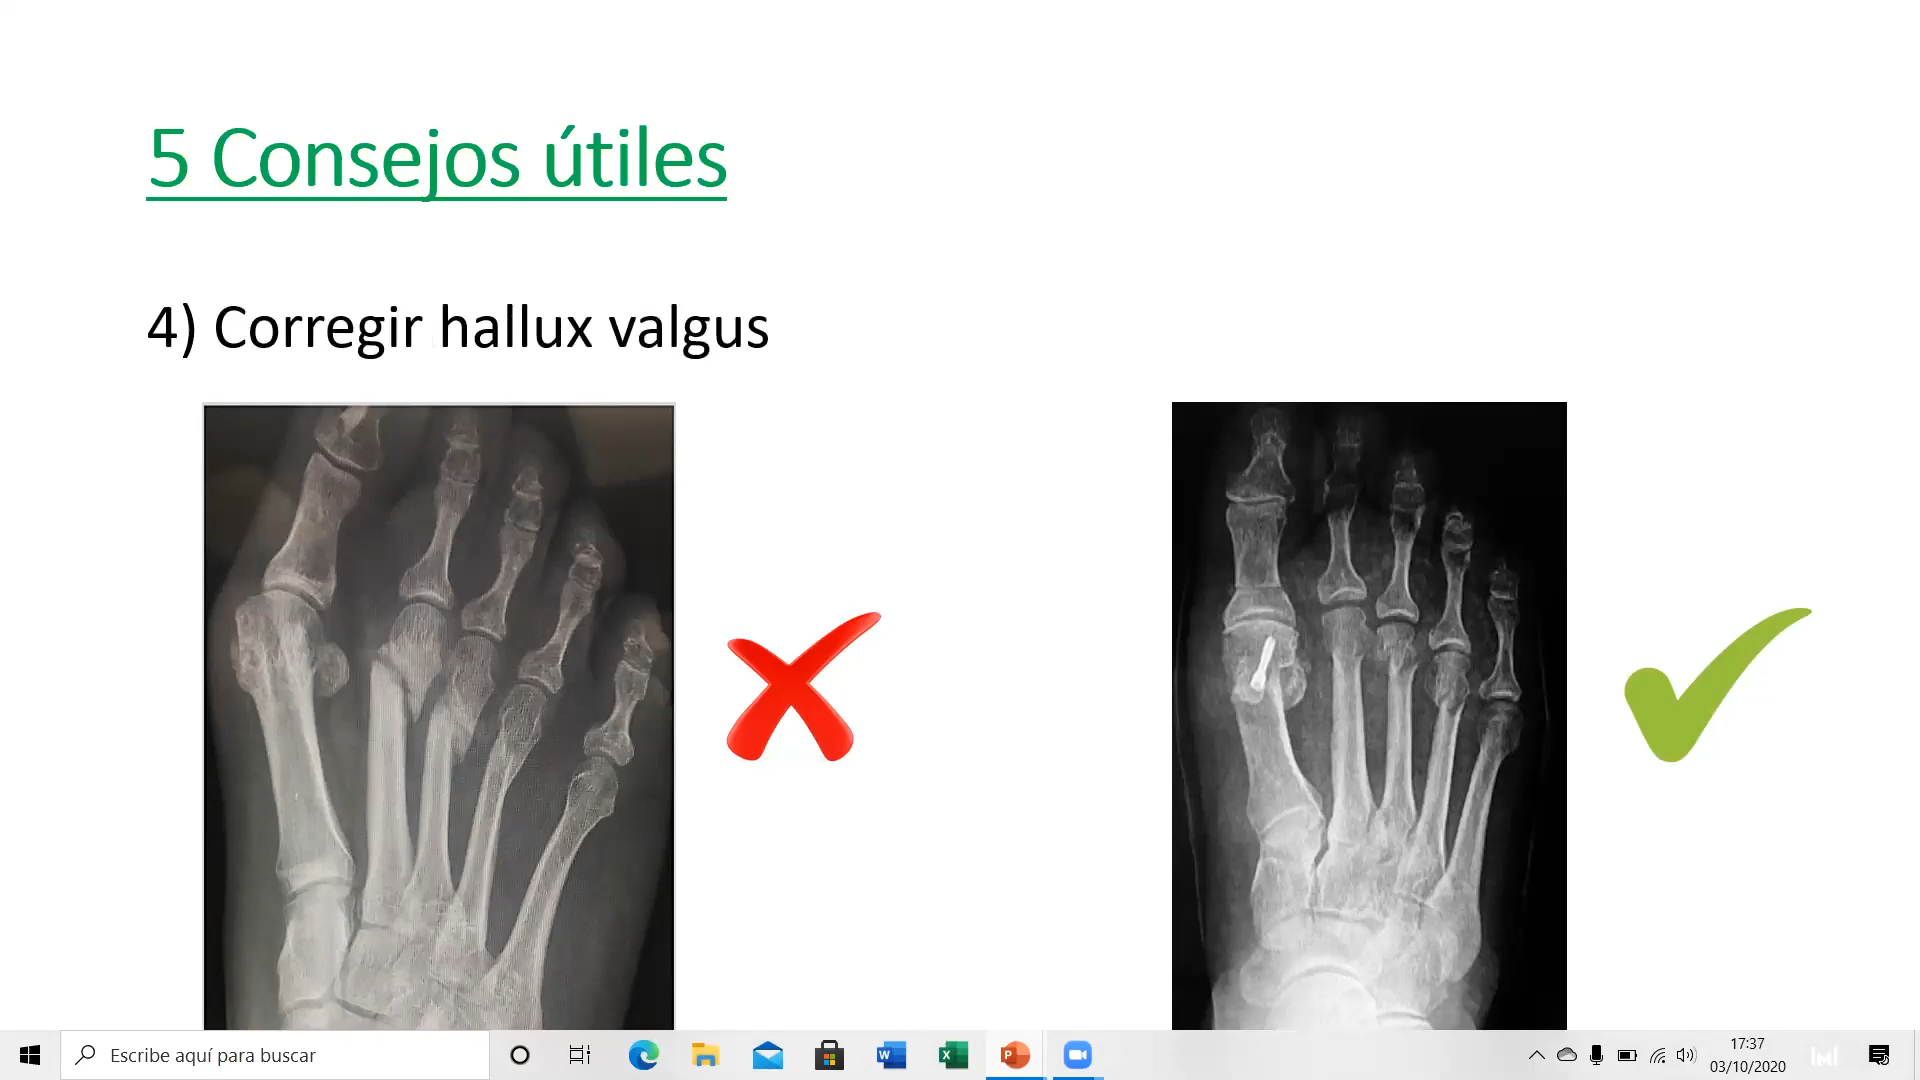 5 Consejos útiles
4) Corregir hallux valgus
Escribe aquí para buscar
17:37
03/10/2020